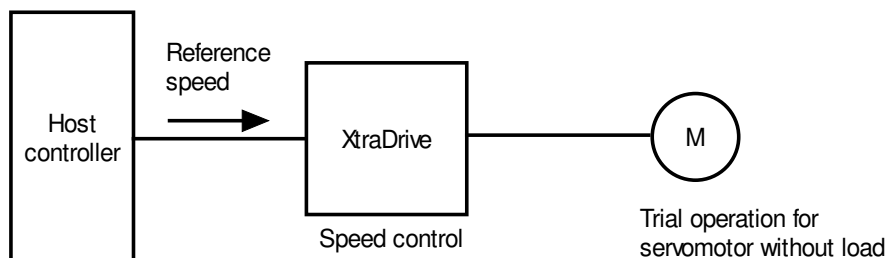 Reference
speed
Host
controller
XtraDrive
M
Speed control
Trial operation for
servomotor without load